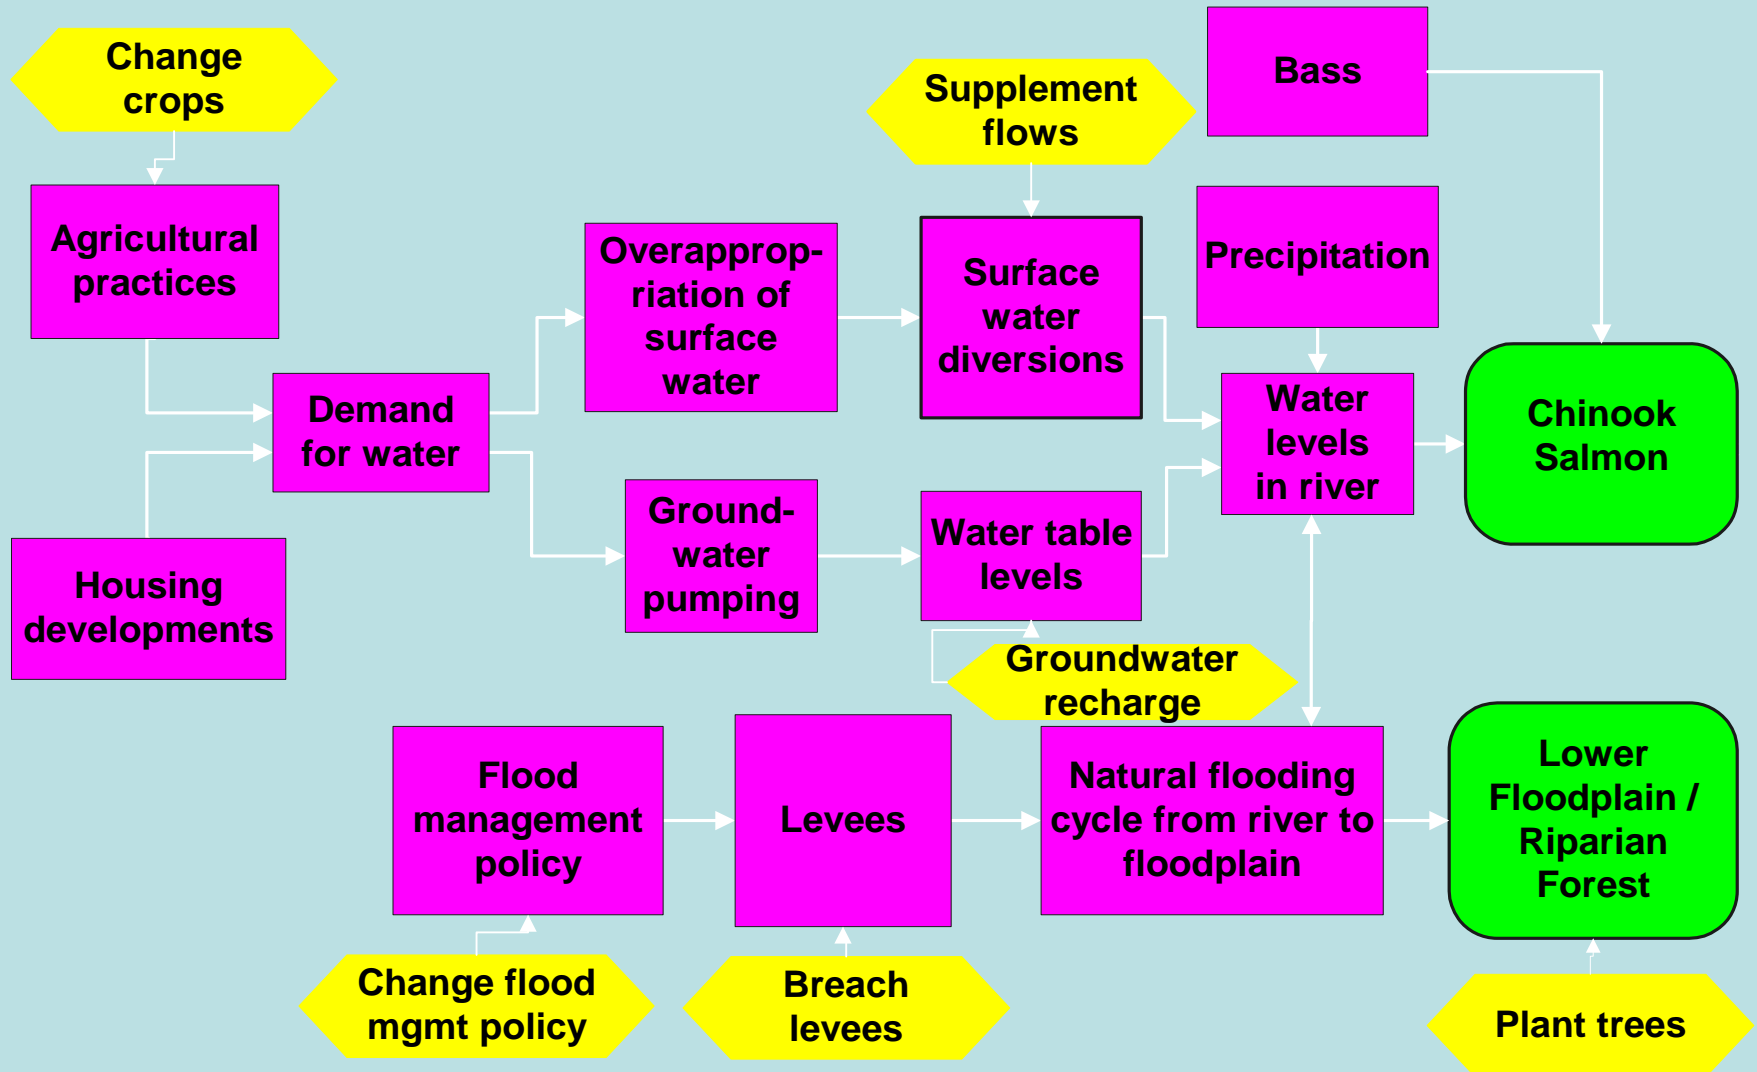 Change
crops
Supplement
flows
Bass
Agricultural
practices
Overapprop-
riation of
surface
water
Surface
water
diversions
Precipitation
Demand
for water
Water
levels
in river
Chinook
Salmon
Ground-
water
pumping
Water table
levels
Housing
developments
Groundwater
recharge
Flood
management
policy
Levees
Natural flooding
cycle from river to
floodplain
Lower
Floodplain /
Riparian
Forest
Change flood
mgmt policy
Breach
levees
Plant trees